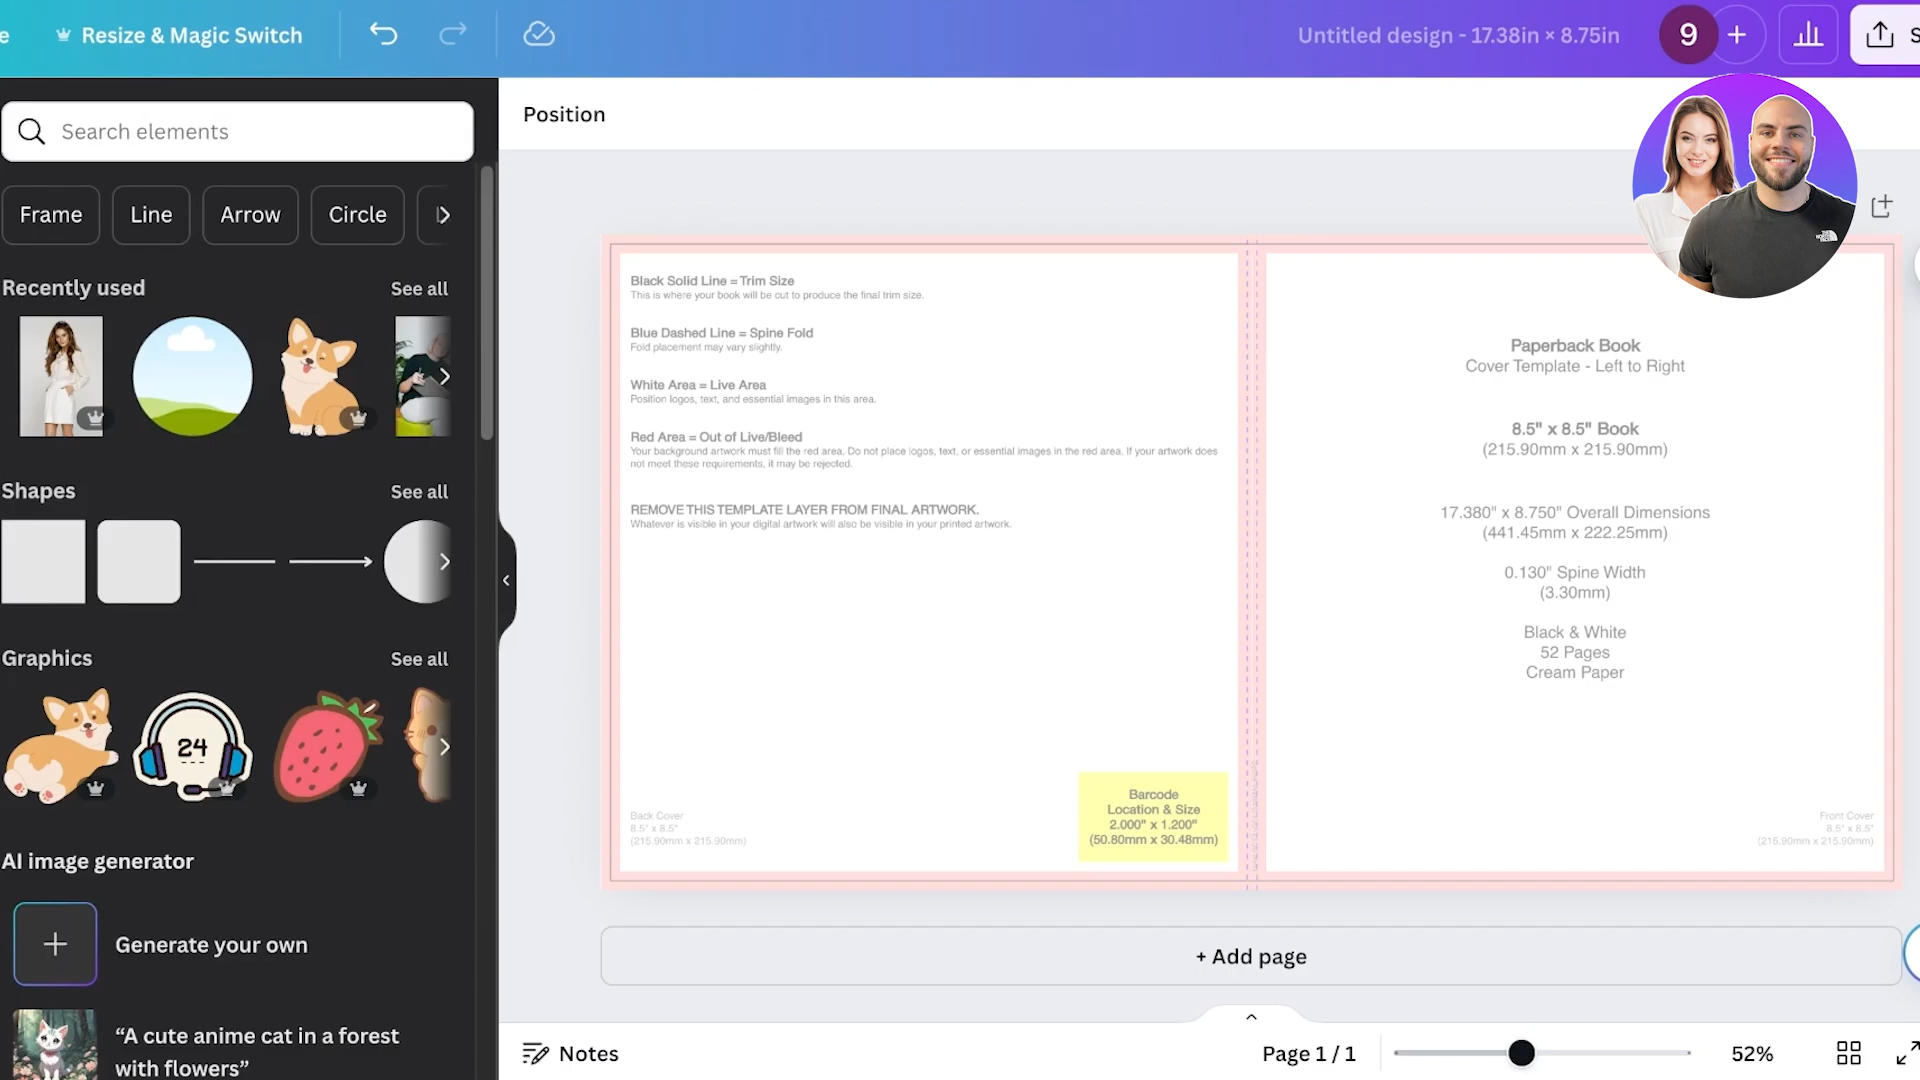 e
Resize & Magic Switch
Untitled design - 17.38in × 8.75in
9
S
Search elements
Position
Frame
Line
Arrow
Circle
Recently used
See all
Shapes
See all
Graphics
See all
24
AI image generator
Generate your own
“A cute anime cat in a forest
with flowers”
Black Solid Line = Trim Size
This is where your book will be cut to produce the final trim size.
Blue Dashed Line = Spine Fold
Fold placement may vary slightly.
White Area = Live Area
Position logos, text, and essential images in this area.
Red Area = Out of Live/Bleed
Your background artwork must fill the red area. Do not place logos, text, or essential images in the red area. If your artwork does
not meet these requirements, it may be rejected.
REMOVE THIS TEMPLATE LAYER FROM FINAL ARTWORK.
Whatever is visible in your digital artwork will also be visible in your printed artwork.
Back Cover
8.5" x 8.5"
(215.90mm x 215.90mm)
Barcode
Location & Size
2.000" x 1.200"
(50.80mm x 30.48mm)
Paperback Book
Cover Template - Left to Right
8.5" x 8.5" Book
(215.90mm x 215.90mm)
17.380" x 8.750" Overall Dimensions
(441.45mm x 222.25mm)
0.130" Spine Width
(3.30mm)
Black & White
52 Pages
Cream Paper
Front Cover
8.5" x 8.5"
(215.90mm x 215.90mm)
+ Add page
Notes
Page 1 / 1
52%